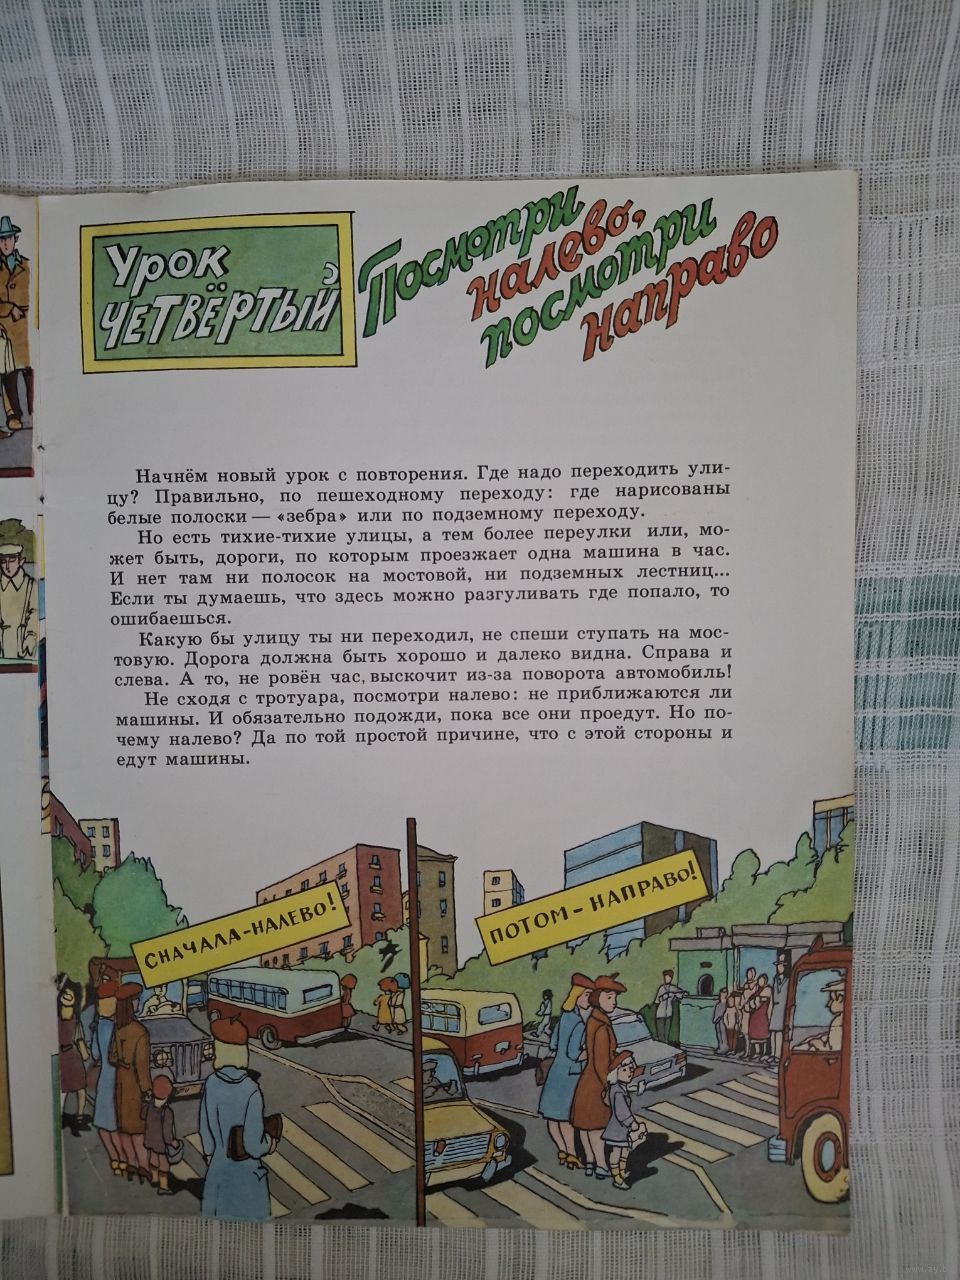 Урок
четвёртый
Посмотри
налево,
посмотри
направо
Начнём новый урок с повторения. Где надо переходить ули-
цу? Правильно, по пешеходному переходу: где нарисованы
белые полоски — «зебра» или по подземному переходу.
Но есть тихие-тихие улицы, а тем более переулки или, мо-
жет быть, дороги, по которым проезжает одна машина в час.
И нет там ни полосок на мостовой, ни подземных лестниц...
Если ты думаешь, что здесь можно разгуливать где попало, то
ошибаешься.
Какую бы улицу ты ни переходил, не спеши ступать на мос-
товую. Дорога должна быть хорошо и далеко видна. Справа и
слева. А то, не ровён час, выскочит из-за поворота автомобиль!
Не сходя с тротуара, посмотри налево: не приближаются ли
машины. И обязательно подожди, пока все они проедут. Но по-
чему налево? Да по той простой причине, что с этой стороны и
едут машины.
СНАЧАЛА-НАЛЕВО!
ПОТОМ-НАПРАВО!